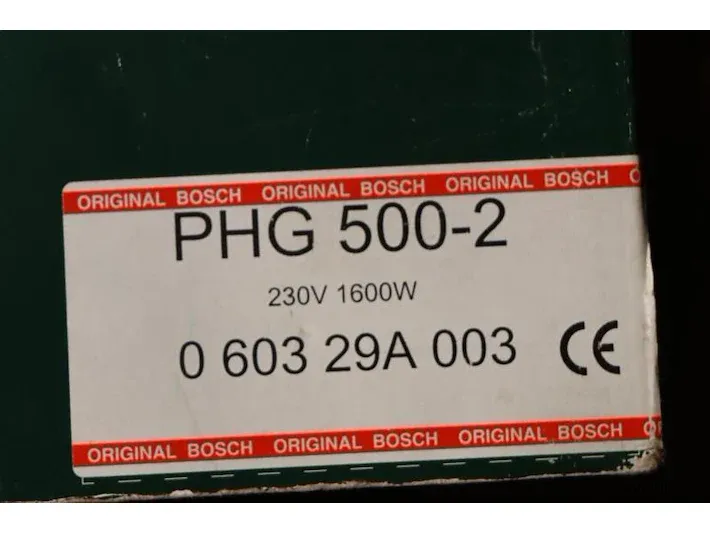 ORIGINAL BOSCH ORIGINAL BOSCH ORIGINAL BOSCH
PHG 500-2
230V 1600W
0 603 29A 003 CE
ORIGINAL BOSCH ORIGINAL BOSCH ORIGINAL BOSCH